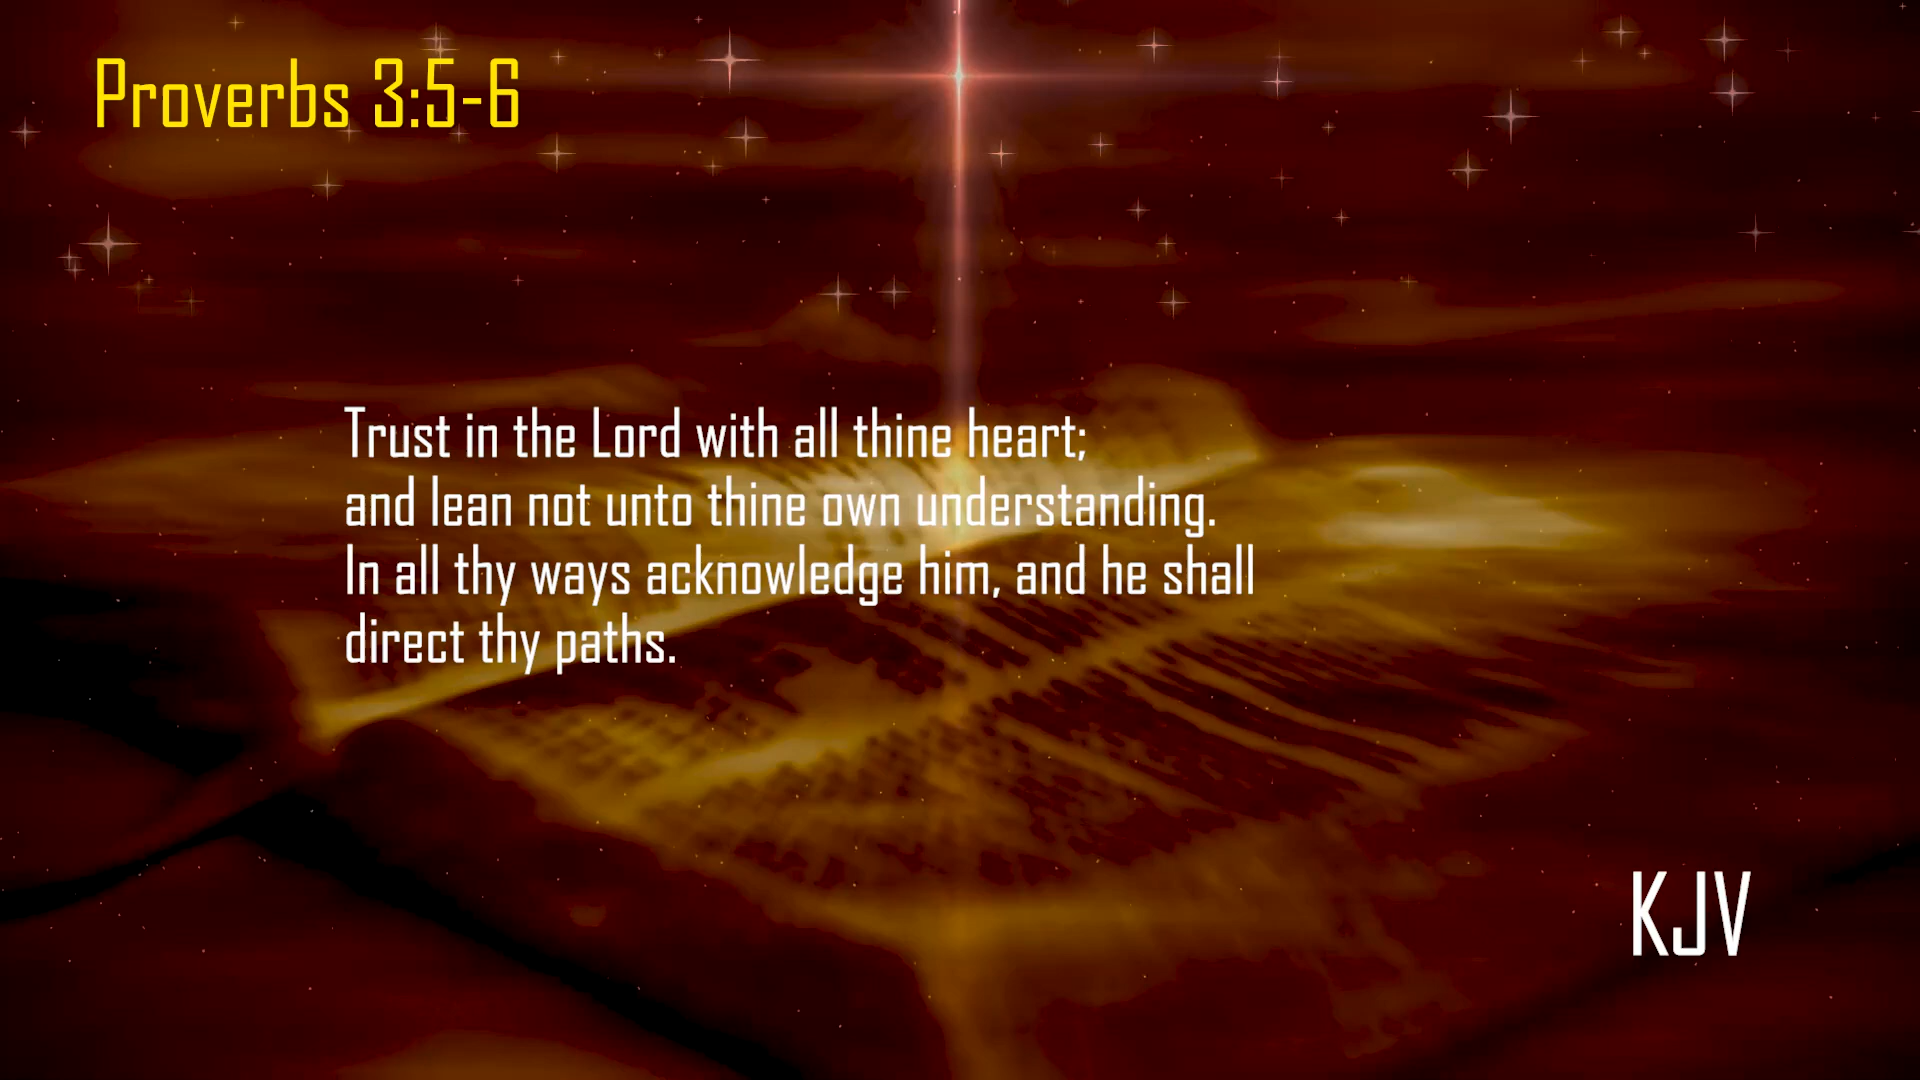 Proverbs 3:5-6
Trust in the Lord with all thine heart;
and lean not unto thine own understanding.
In all thy ways acknowledge him, and he shall
direct thy paths.
KJV